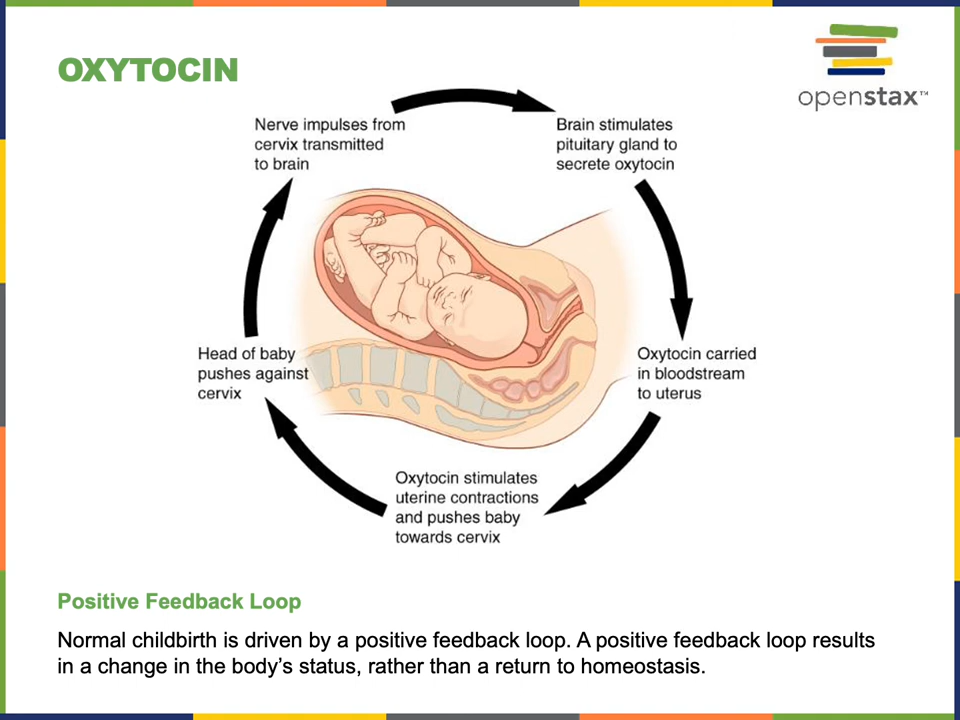 OXYTOCIN
openstax™
Nerve impulses from
cervix transmitted
to brain
Brain stimulates
pituitary gland to
secrete oxytocin
Head of baby
pushes against
cervix
Oxytocin carried
in bloodstream
to uterus
Oxytocin stimulates
uterine contractions
and pushes baby
towards cervix
Positive Feedback Loop
Normal childbirth is driven by a positive feedback loop. A positive feedback loop results
in a change in the body’s status, rather than a return to homeostasis.